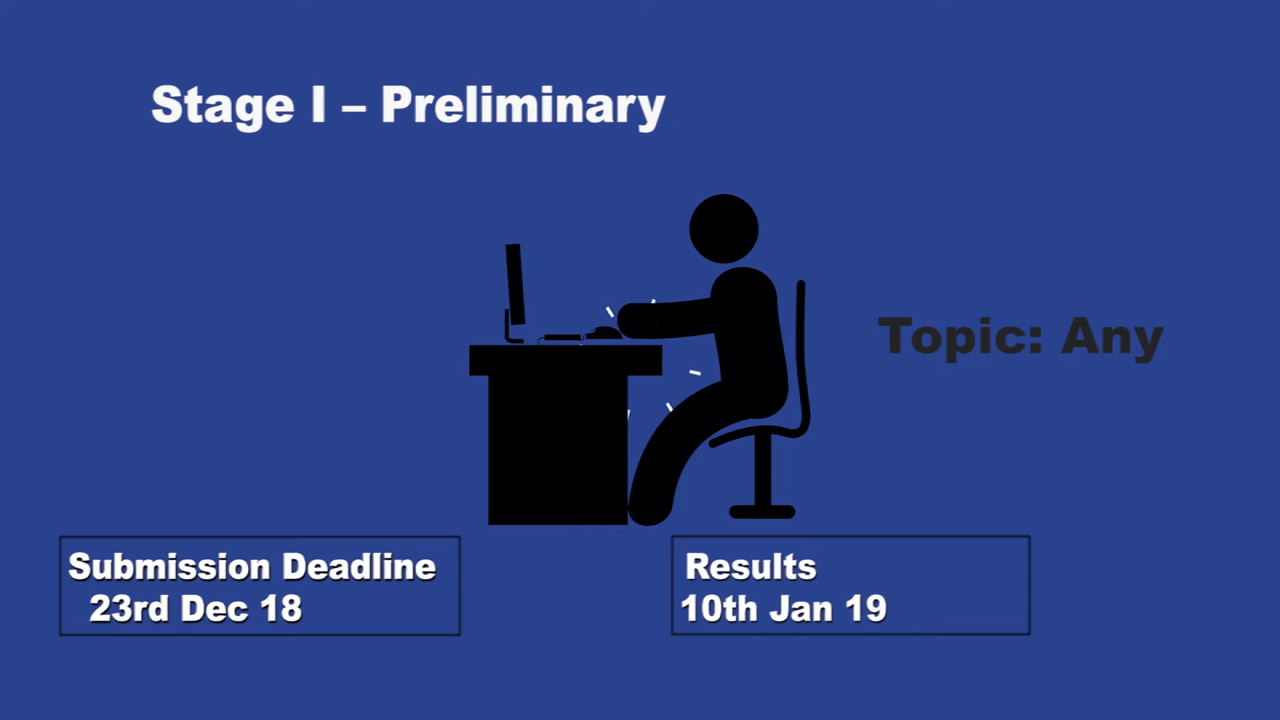 Stage I – Preliminary
Topic: Any
Submission Deadline
23rd Dec 18
Results
10th Jan 19